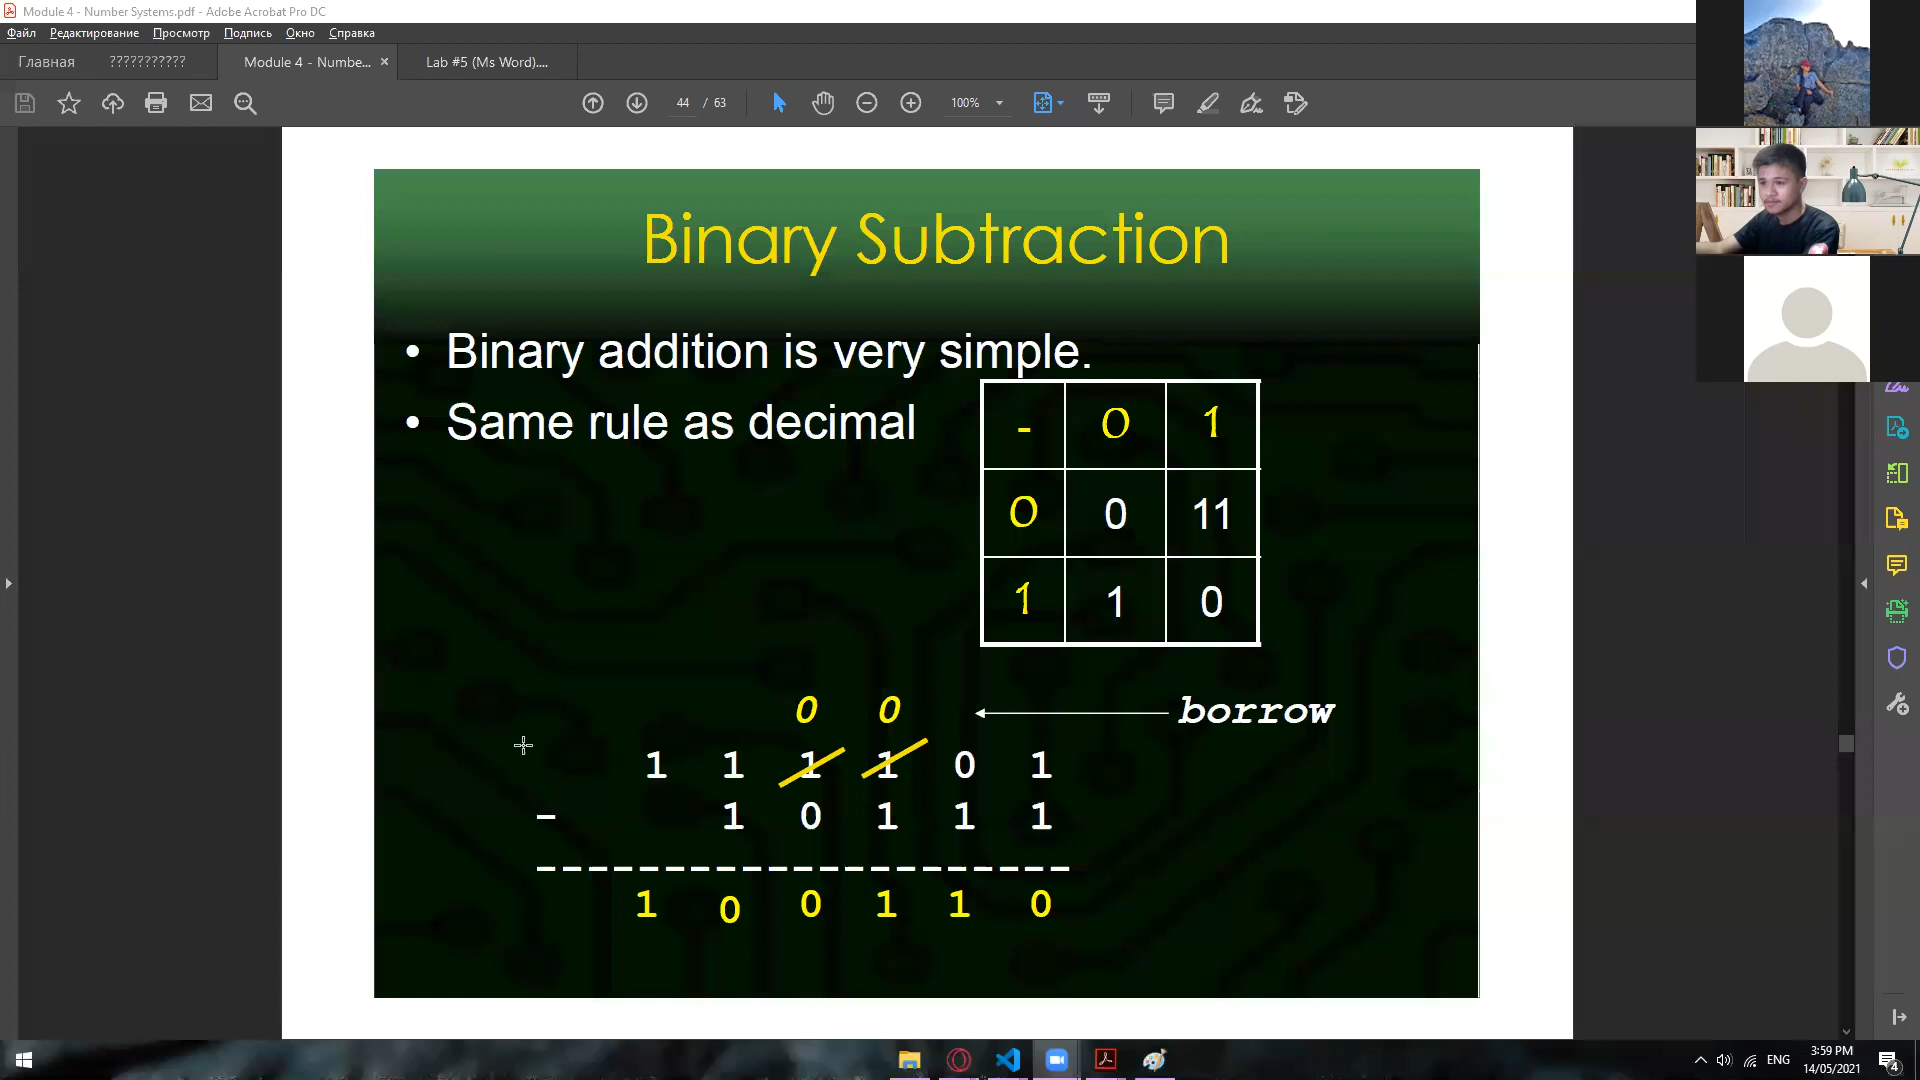 Module 4 - Number Systems.pdf - Adobe Acrobat Pro DC
Файл Редактирование Просмотр Подпись Окно Справка
Главная ??????????? Module 4 - Numbe... × Lab #5 (Ms Word)....
44 / 63 100%
Binary Subtraction
• Binary addition is very simple.
• Same rule as decimal
- 0 1
0 0 11
1 1 0
0 0 borrow
1 1 1 1 0 1
- 1 0 1 1 1
---------------------
1 0 0 1 1 0
ENG 3:59 PM
14/05/2021 4